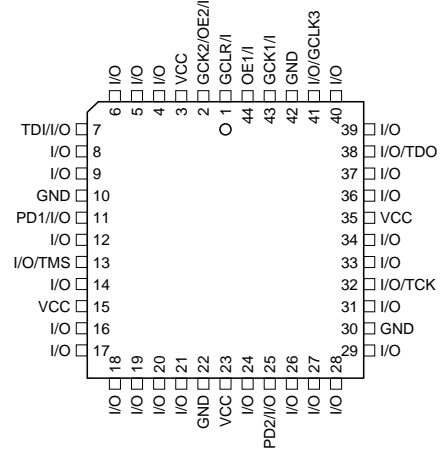 I/O
I/O
I/O
VCC
GCK2/OE2/I
GCLR/I
OE1/I
GCK1/I
GND
I/O/GCLK3
I/O
6
5
4
3
2
1
44
43
42
41
40
TDI/I/O 7
I/O 8
I/O 9
GND 10
PD1/I/O 11
I/O 12
I/O/TMS 13
I/O 14
VCC 15
I/O 16
I/O 17
39 I/O
38 I/O/TDO
37 I/O
36 I/O
35 VCC
34 I/O
33 I/O
32 I/O/TCK
31 I/O
30 GND
29 I/O
18
19
20
21
22
23
24
25
26
27
28
I/O
I/O
I/O
I/O
GND
VCC
I/O
PD2/I/O
I/O
I/O
I/O